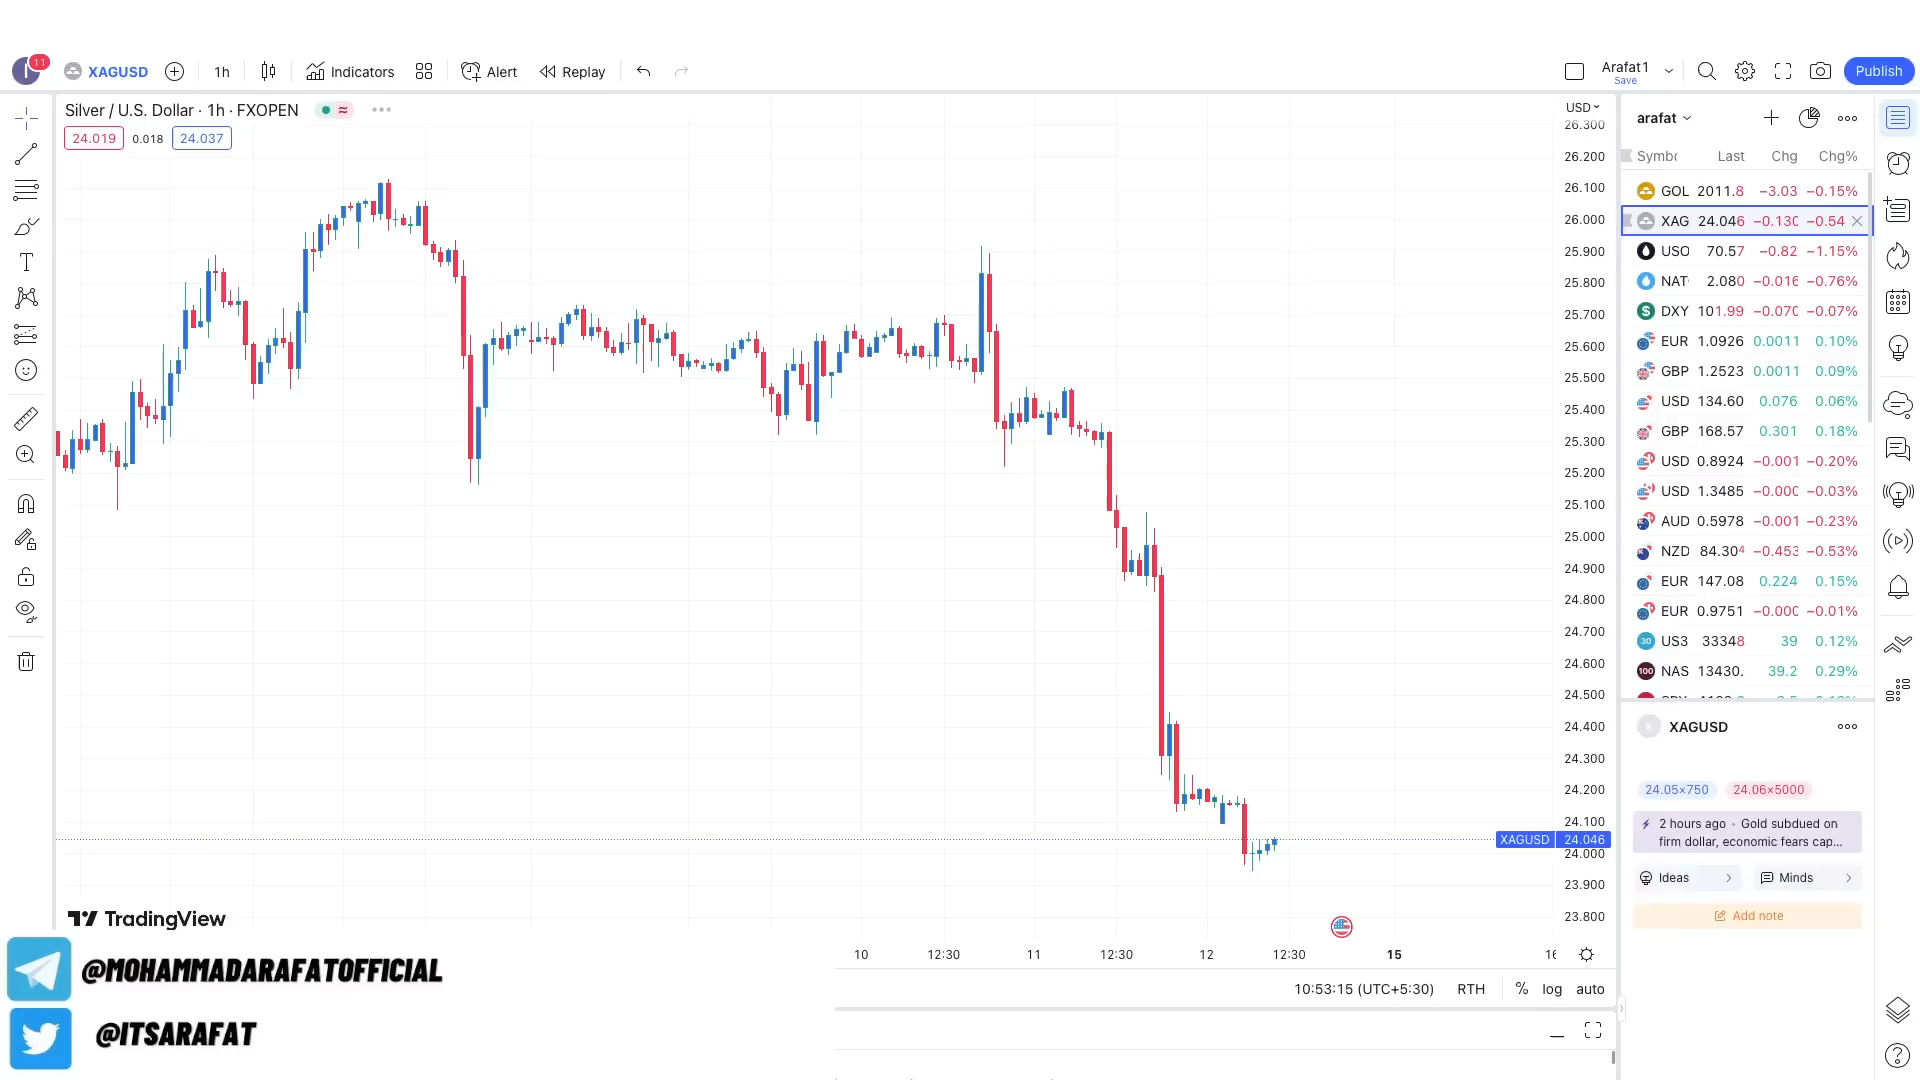 11
XAGUSD
1h
Indicators
Alert
Replay
Arafat1
Save
Publish
Silver / U.S. Dollar · 1h · FXOPEN
24.019 0.018 24.037
USD
26.300
26.200
26.100
26.000
25.900
25.800
25.700
25.600
25.500
25.400
25.300
25.200
25.100
25.000
24.900
24.800
24.700
24.600
24.500
24.400
24.300
24.200
24.100
XAGUSD 24.046
24.000
23.900
23.800
TradingView
@MOHAMMADARAFATOFFICIAL
@ITSARAFAT
10 12:30 11 12:30 12 12:30 15 16
10:53:15 (UTC+5:30) RTH % log auto
arafat
Symbo Last Chg Chg%
GOL 2011.8 −3.03 −0.15%
XAG 24.046 −0.130 −0.54
USO 70.57 −0.82 −1.15%
NAT 2.080 −0.016 −0.76%
DXY 101.99 −0.070 −0.07%
EUR 1.0926 0.0011 0.10%
GBP 1.2523 0.0011 0.09%
USD 134.60 0.076 0.06%
GBP 168.57 0.301 0.18%
USD 0.8924 −0.001 −0.20%
USD 1.3485 −0.000 −0.03%
AUD 0.5978 −0.001 −0.23%
NZD 84.304 −0.453 −0.53%
EUR 147.08 0.224 0.15%
EUR 0.9751 −0.000 −0.01%
30 US3 33348 39 0.12%
100 NAS 13430. 39.2 0.29%
XAGUSD
24.05×750 24.06×5000
2 hours ago · Gold subdued on
firm dollar, economic fears cap...
Ideas
Minds
Add note